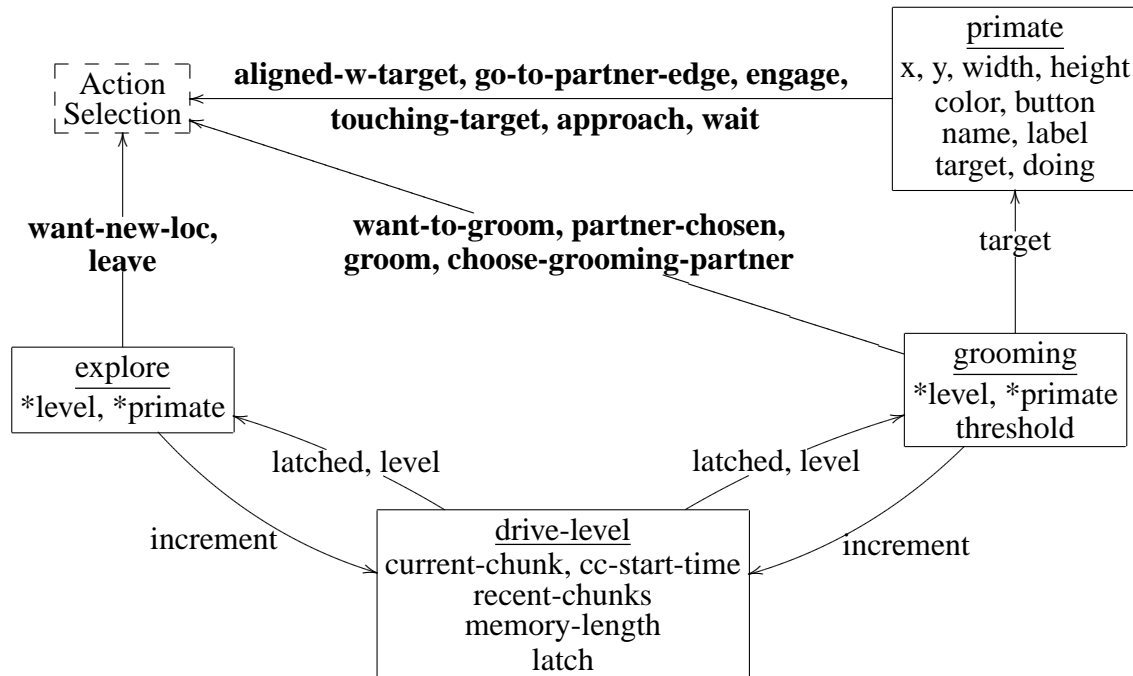 primate
x, y, width, height
color, button
name, label
target, doing
Action
Selection
aligned-w-target, go-to-partner-edge, engage,
touching-target, approach, wait
want-new-loc,
leave
want-to-groom, partner-chosen,
groom, choose-grooming-partner
target
explore
*level, *primate
grooming
*level, *primate
threshold
latched, level
latched, level
increment
increment
drive-level
current-chunk, cc-start-time
recent-chunks
memory-length
latch